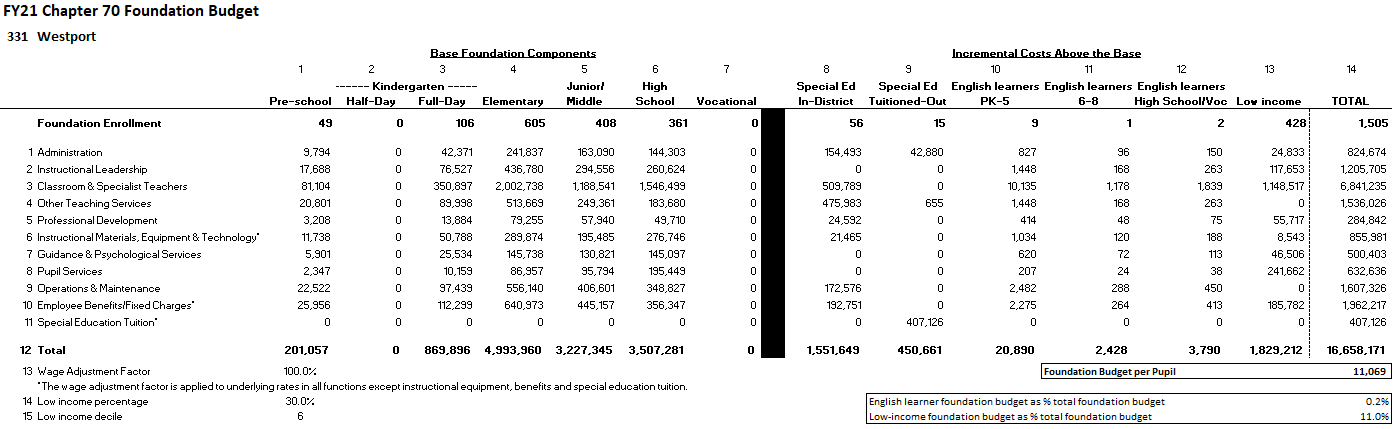 FY21 Chapter 70 Foundation Budget
331 Westport
Base Foundation Components Incremental Costs Above the Base
1 2 3 4 5 6 7 8 9 10 11 12 13 14
------ Kindergarten ----- Junior/ High Special Ed Special Ed English learners English learners English learners
Pre-school Half-Day Full-Day Elementary Middle School Vocational In-District Tuitioned-Out PK-5 6-8 High School/Voc Low income TOTAL
Foundation Enrollment 49 0 106 605 408 361 0 56 15 9 1 2 428 1,505
1 Administration 9,794 0 42,371 241,837 163,090 144,303 0 154,493 42,880 827 96 150 24,833 824,674
2 Instructional Leadership 17,688 0 76,527 436,780 294,556 260,624 0 0 0 1,448 168 263 117,653 1,205,705
3 Classroom & Specialist Teachers 81,104 0 350,897 2,002,738 1,188,541 1,546,499 0 509,789 0 10,135 1,178 1,839 1,148,517 6,841,235
4 Other Teaching Services 20,801 0 89,998 513,669 249,361 183,680 0 475,983 655 1,448 168 263 0 1,536,026
5 Professional Development 3,208 0 13,884 79,255 57,940 49,710 0 24,592 0 414 48 75 55,717 284,842
6 Instructional Materials, Equipment & Technology* 11,738 0 50,788 289,874 195,485 276,746 0 21,465 0 1,034 120 188 8,543 855,981
7 Guidance & Psychological Services 5,901 0 25,534 145,738 130,821 145,097 0 0 0 620 72 113 46,506 500,403
8 Pupil Services 2,347 0 10,159 86,957 95,794 195,449 0 0 0 207 24 38 241,662 632,636
9 Operations & Maintenance 22,522 0 97,439 556,140 406,601 348,827 0 172,576 0 2,482 288 450 0 1,607,326
10 Employee Benefits/Fixed Charges* 25,956 0 112,299 640,973 445,157 356,347 0 192,751 0 2,275 264 413 185,782 1,962,217
11 Special Education Tuition* 0 0 0 0 0 0 0 0 407,126 0 0 0 0 407,126
12 Total 201,057 0 869,896 4,993,960 3,227,345 3,507,281 0 1,551,649 450,661 20,890 2,428 3,790 1,829,212 16,658,171
13 Wage Adjustment Factor 100.0% Foundation Budget per Pupil 11,069
*The wage adjustment factor is applied to underlying rates in all functions except instructional equipment, benefits and special education tuition.
14 Low income percentage 30.0% English learner foundation budget as % total foundation budget 0.2%
15 Low income decile 6 Low-income foundation budget as % total foundation budget 11.0%